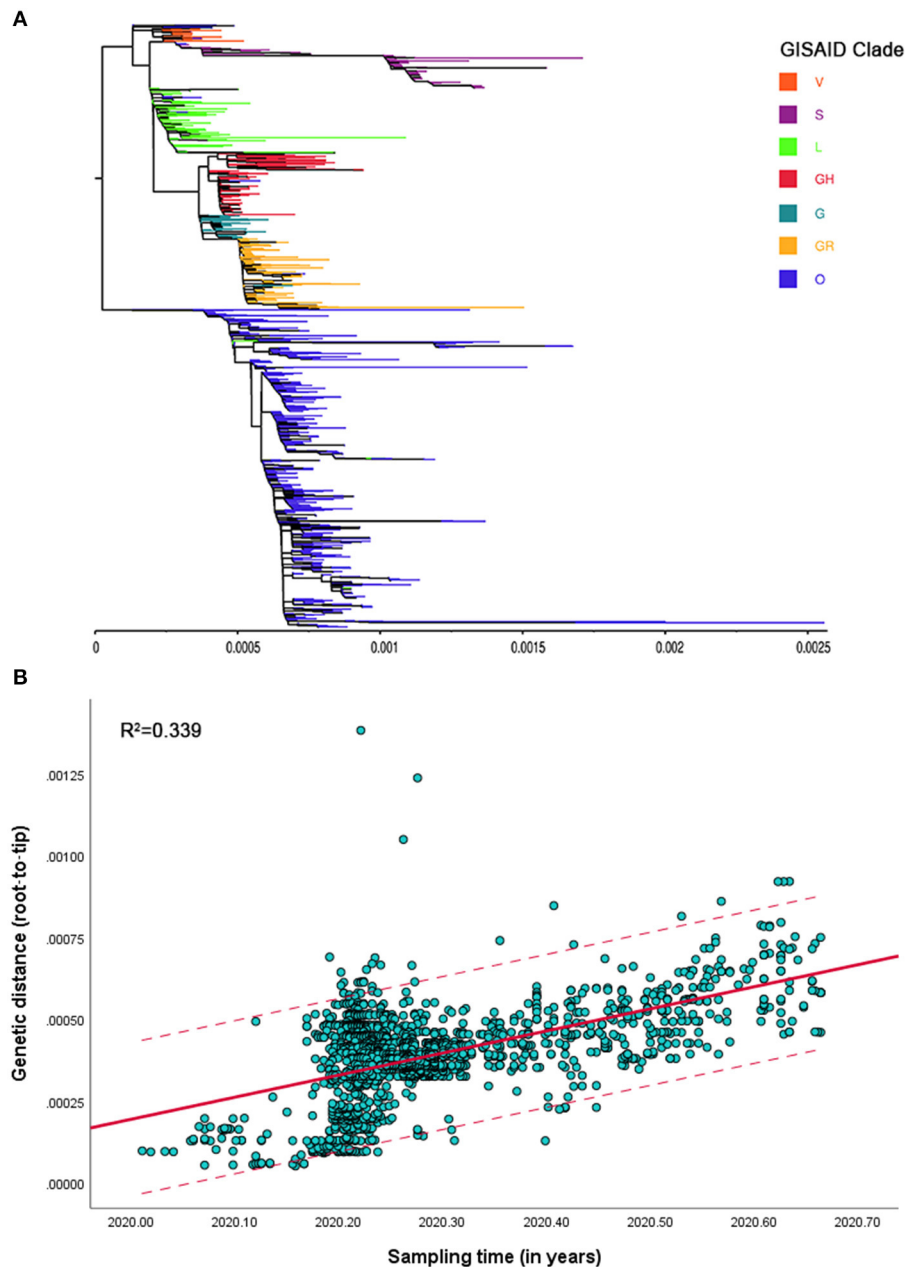 A
GISAID Clade
V
S
L
GH
G
GR
O
0 0.0005 0.001 0.0015 0.002 0.0025
B
R²=0.339
Genetic distance (root-to-tip)
.00125
.00100
.00075
.00050
.00025
.00000
2020.00 2020.10 2020.20 2020.30 2020.40 2020.50 2020.60 2020.70
Sampling time (in years)